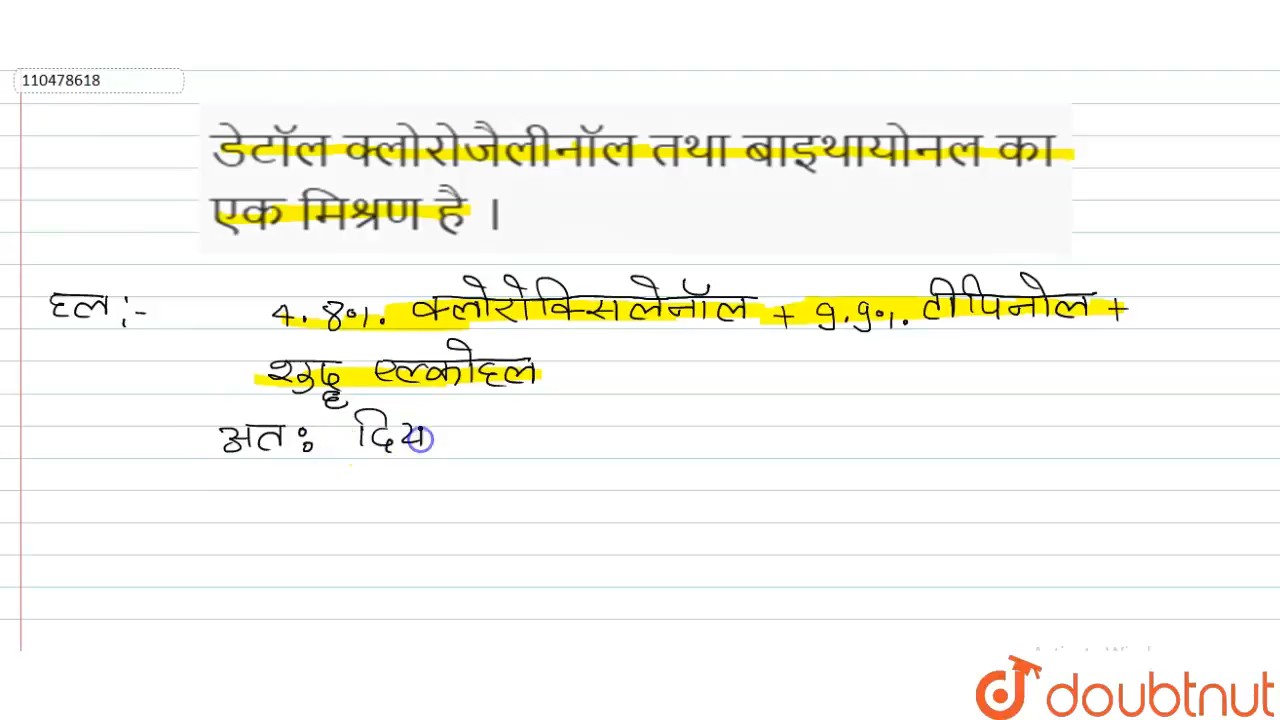 110478618
डेटॉल क्लोरोजैलीनॉल तथा बाइथायोनल का
एक मिश्रण है ।
हल :- 4.8%. क्लोरोक्सिलेनॉल + 9.9%. टीपिनोल +
शुद्ध एल्कोहल
अतः दिय
doubtnut